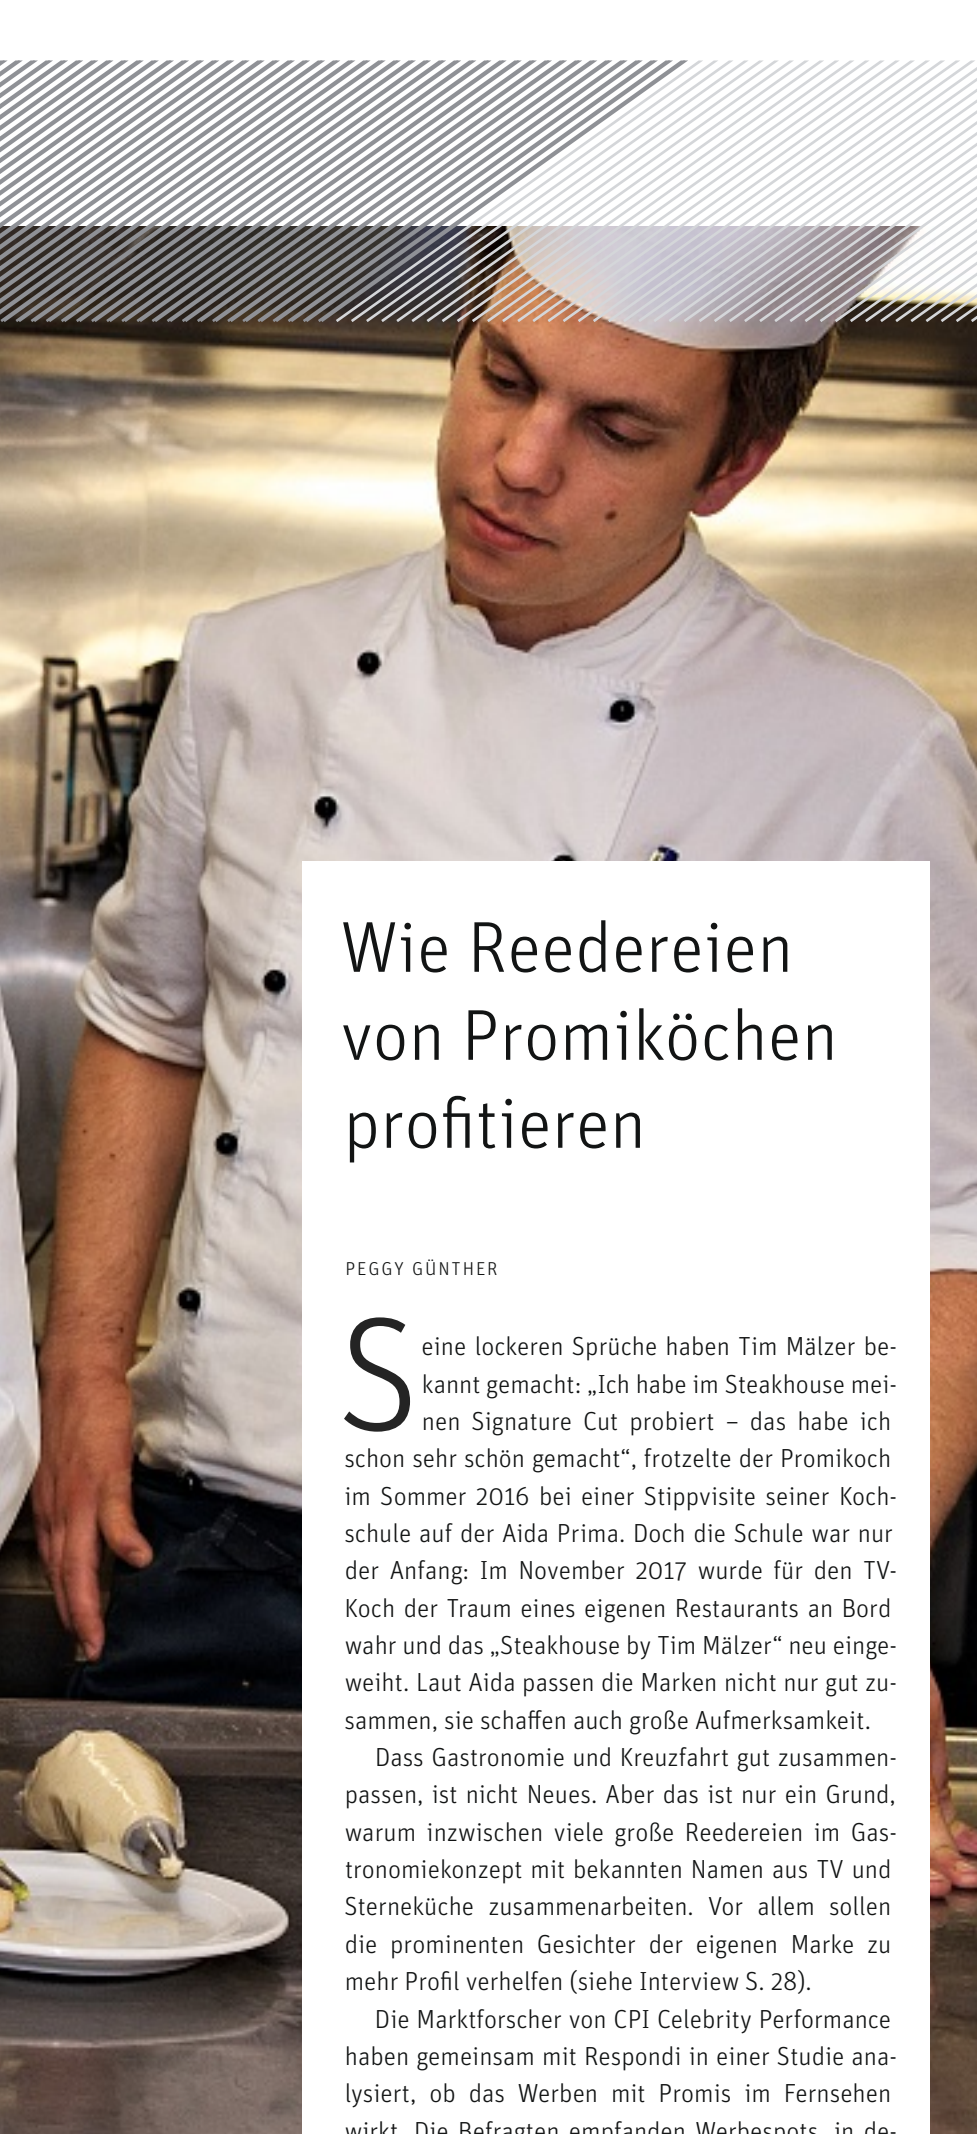 Wie Reedereien
von Promiköchen
profitieren
PEGGY GÜNTHER
Seine lockeren Sprüche haben Tim Mälzer be-
kannt gemacht: „Ich habe im Steakhouse mei-
nen Signature Cut probiert – das habe ich
schon sehr schön gemacht“, frotzelte der Promikoch
im Sommer 2016 bei einer Stippvisite seiner Koch-
schule auf der Aida Prima. Doch die Schule war nur
der Anfang: Im November 2017 wurde für den TV-
Koch der Traum eines eigenen Restaurants an Bord
wahr und das „Steakhouse by Tim Mälzer“ neu einge-
weiht. Laut Aida passen die Marken nicht nur gut zu-
sammen, sie schaffen auch große Aufmerksamkeit.
Dass Gastronomie und Kreuzfahrt gut zusammen-
passen, ist nicht Neues. Aber das ist nur ein Grund,
warum inzwischen viele große Reedereien im Gas-
tronomiekonzept mit bekannten Namen aus TV und
Sterneküche zusammenarbeiten. Vor allem sollen
die prominenten Gesichter der eigenen Marke zu
mehr Profil verhelfen (siehe Interview S. 28).
Die Marktforscher von CPI Celebrity Performance
haben gemeinsam mit Respondi in einer Studie ana-
lysiert, ob das Werben mit Promis im Fernsehen
wirkt. Die Befragten empfanden Werbespots, in de-